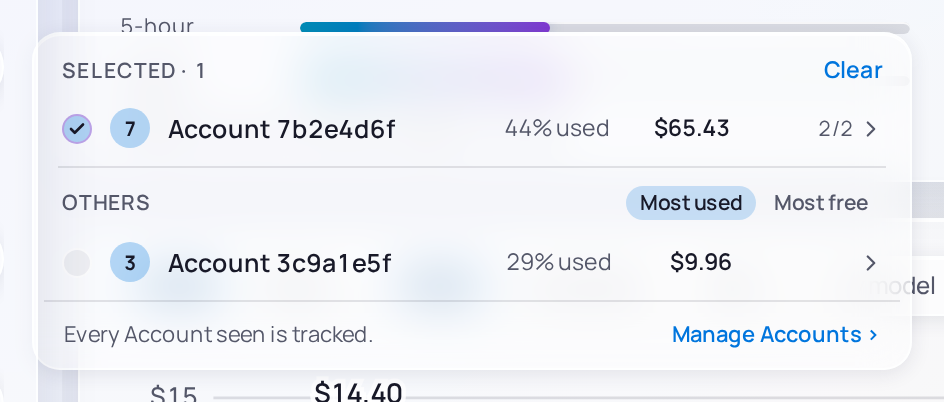 5-hour
SELECTED · 1 Clear
7 Account 7b2e4d6f 44% used $65.43 2/2 >
OTHERS Most used Most free
3 Account 3c9a1e5f 29% used $9.96 >
model
Every Account seen is tracked. Manage Accounts >
$15 $14.40